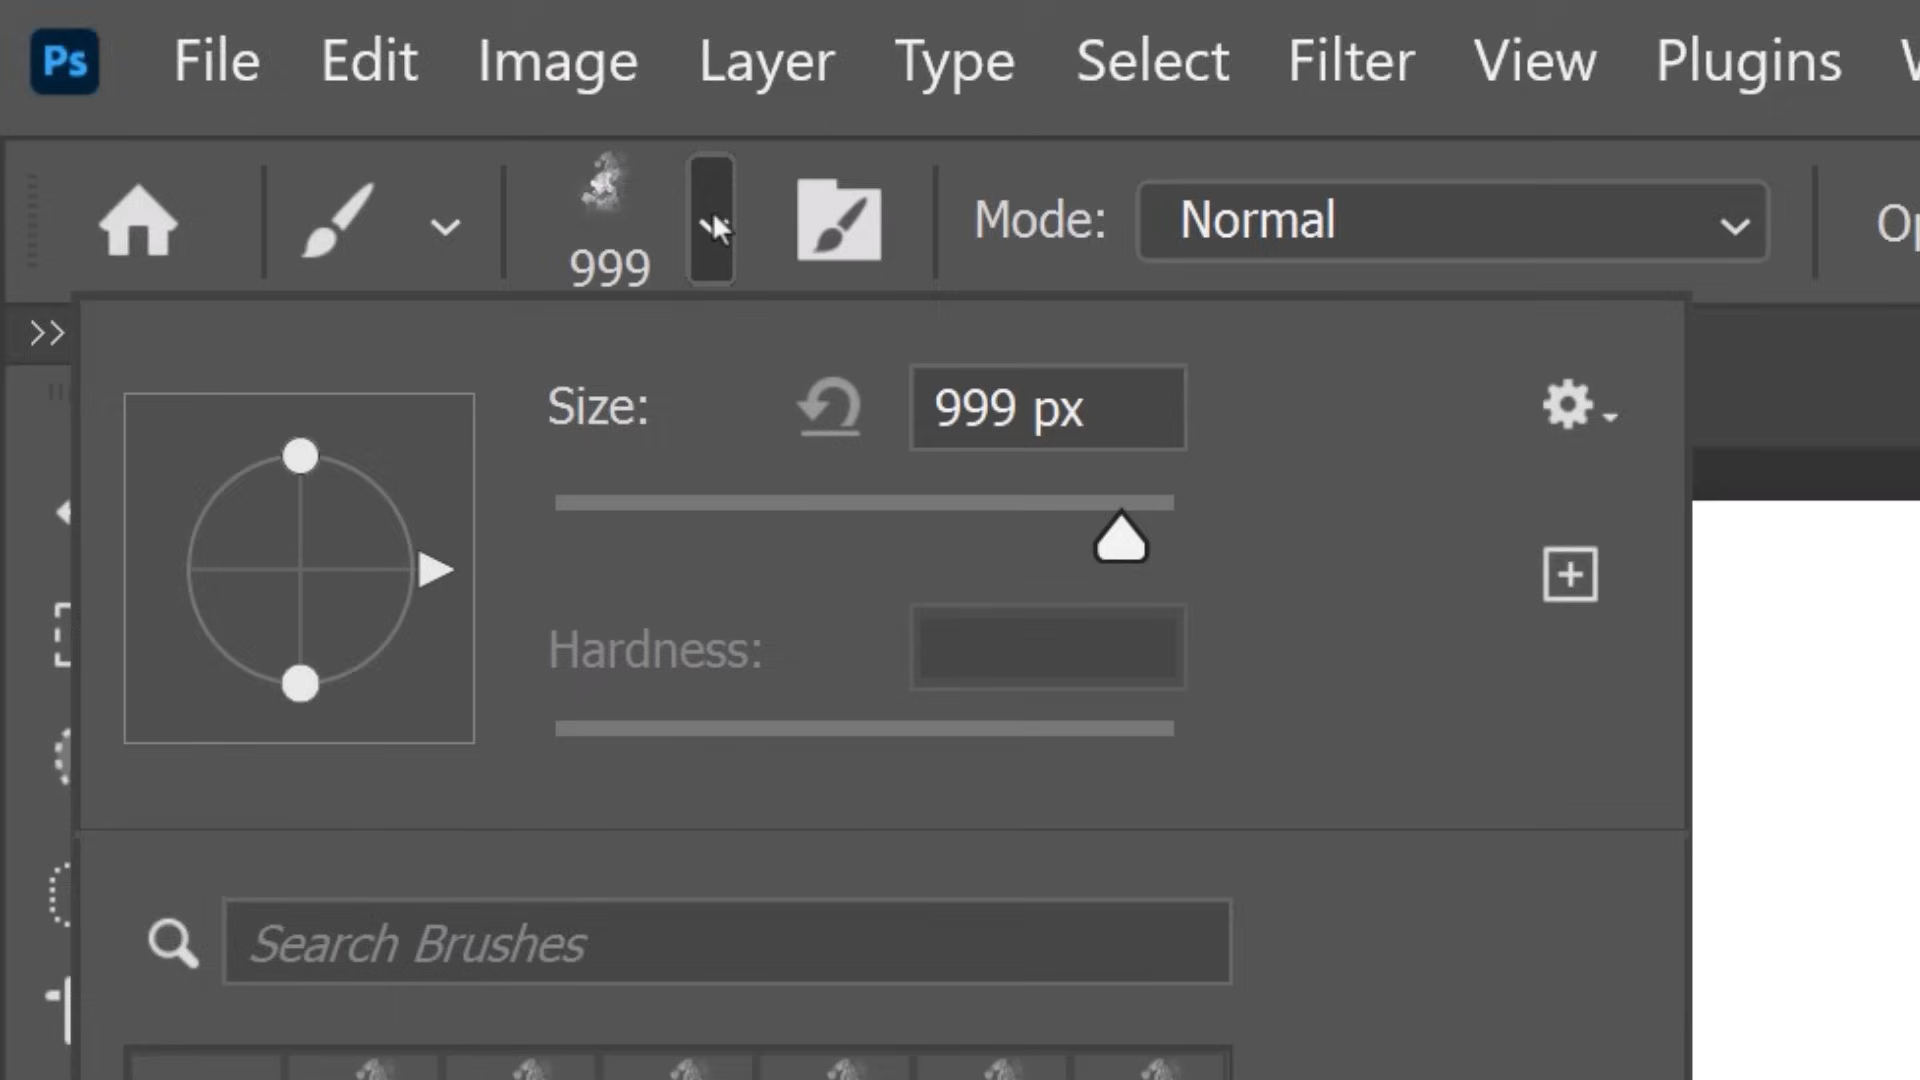 Ps File Edit Image Layer Type Select Filter View Plugins
999 Mode: Normal
Size: 999 px
Hardness:
Search Brushes